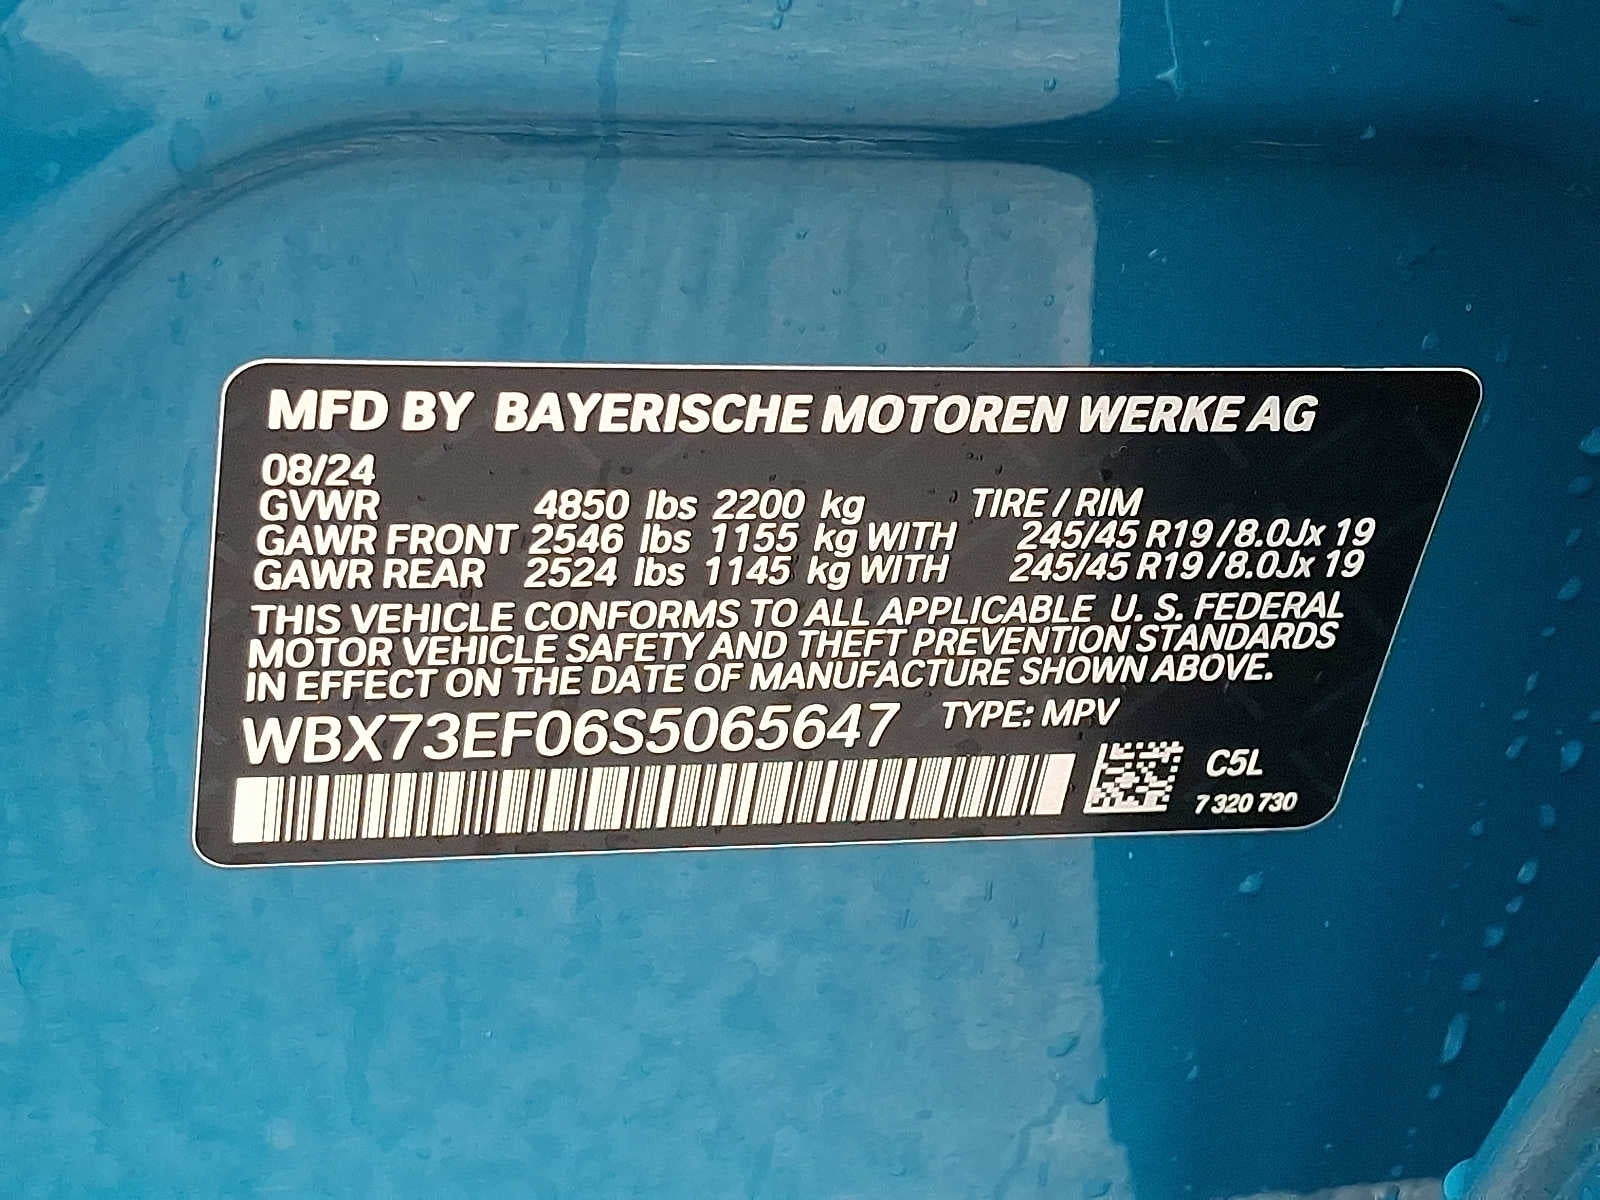 MFD BY BAYERISCHE MOTOREN WERKE AG
08/24
GVWR 4850 lbs 2200 kg TIRE / RIM
GAWR FRONT 2546 lbs 1155 kg WITH 245/45 R19 / 8.0Jx 19
GAWR REAR 2524 lbs 1145 kg WITH 245/45 R19 / 8.0Jx 19
THIS VEHICLE CONFORMS TO ALL APPLICABLE U. S. FEDERAL
MOTOR VEHICLE SAFETY AND THEFT PREVENTION STANDARDS
IN EFFECT ON THE DATE OF MANUFACTURE SHOWN ABOVE.
WBX73EF06S5065647 TYPE: MPV
C5L
7 320 730